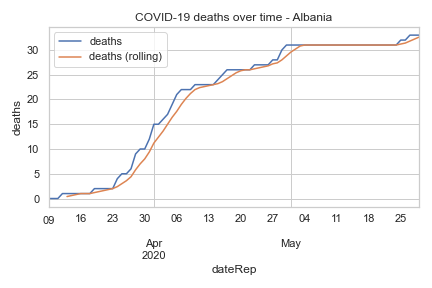 COVID-19 deaths over time - Albania
deaths
deaths (rolling)
deaths
30
25
20
15
10
5
0
09 16 23 30 06 13 20 27 04 11 18 25
Apr May
2020
dateRep